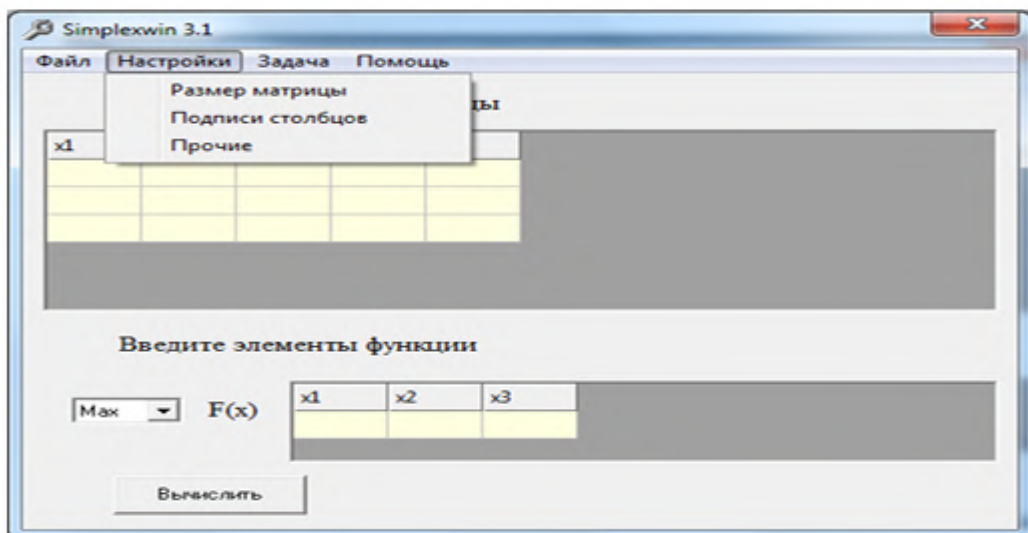 Simplexwin 3.1
Файл Настройки Задача Помощь
Размер матрицы
Подписи столбцов
Прочие
x1
Введите элементы функции
Max F(x)
x1 x2 x3
Вычислить